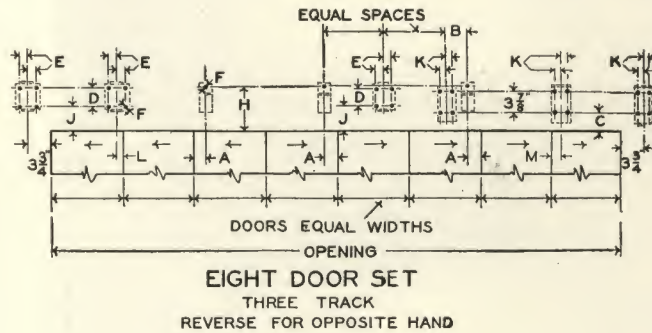 EQUAL SPACES
B
E E E K K K
F
D F H J D 3 7/8 C
J
3 3/4 L A A A M 3 3/4
DOORS EQUAL WIDTHS
OPENING
EIGHT DOOR SET
THREE TRACK
REVERSE FOR OPPOSITE HAND